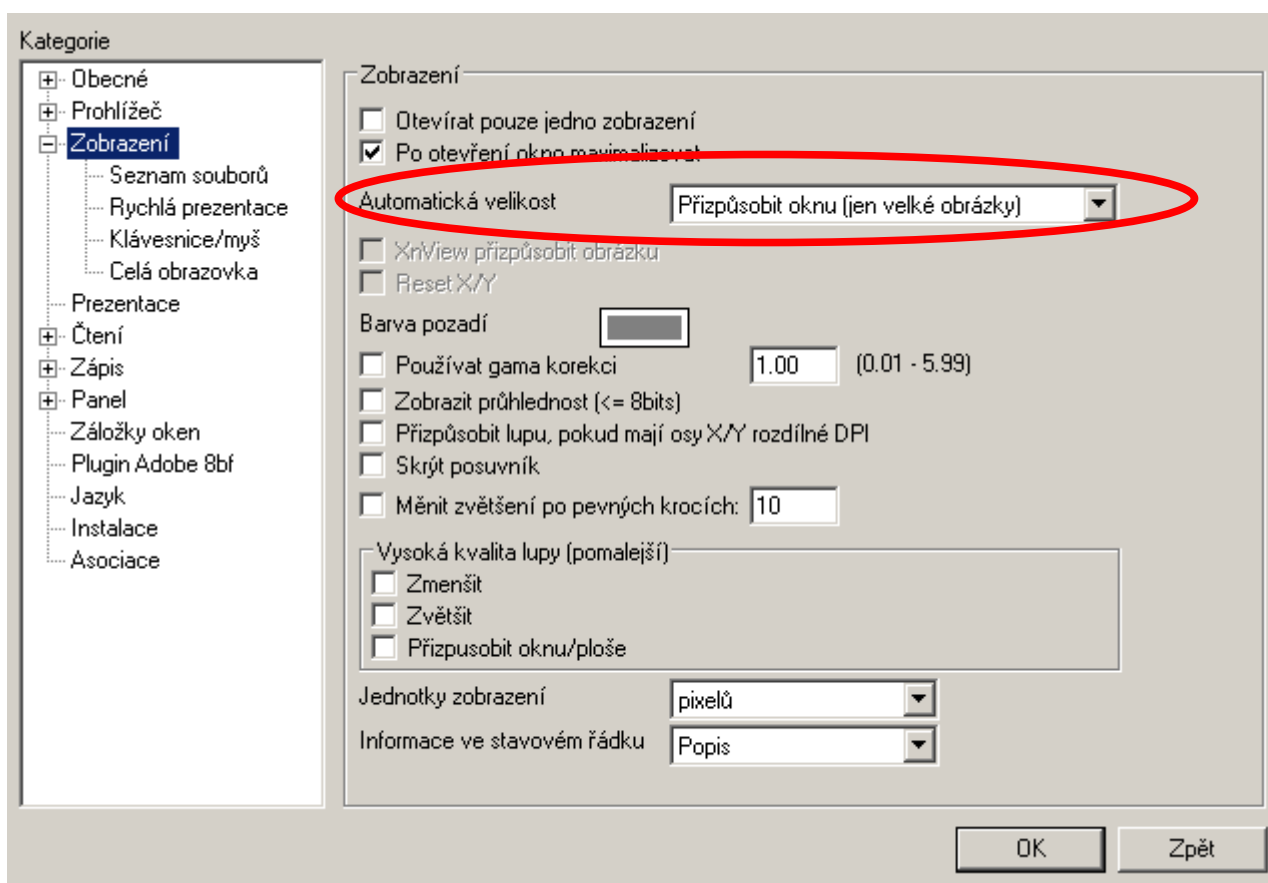 Kategorie
Obecné
Prohlížeč
Zobrazení
Seznam souborů
Rychlá prezentace
Klávesnice/myš
Celá obrazovka
Prezentace
Čtení
Zápis
Panel
Záložky oken
Plugin Adobe 8bf
Jazyk
Instalace
Asociace
Zobrazení
Otevírat pouze jedno zobrazení
Po otevření okno maximalizovat
Automatická velikost Přizpůsobit oknu (jen velké obrázky)
XnView přizpůsobit obrázku
Reset X/Y
Barva pozadí
Používat gama korekci 1.00 (0.01 - 5.99)
Zobrazit průhlednost (<= 8bits)
Přizpůsobit lupu, pokud mají osy X/Y rozdílné DPI
Skrýt posuvník
Měnit zvětšení po pevných krocích: 10
Vysoká kvalita lupy (pomalejší)
Zmenšit
Zvětšit
Přizpusobit oknu/ploše
Jednotky zobrazení pixelů
Informace ve stavovém řádku Popis
OK Zpět